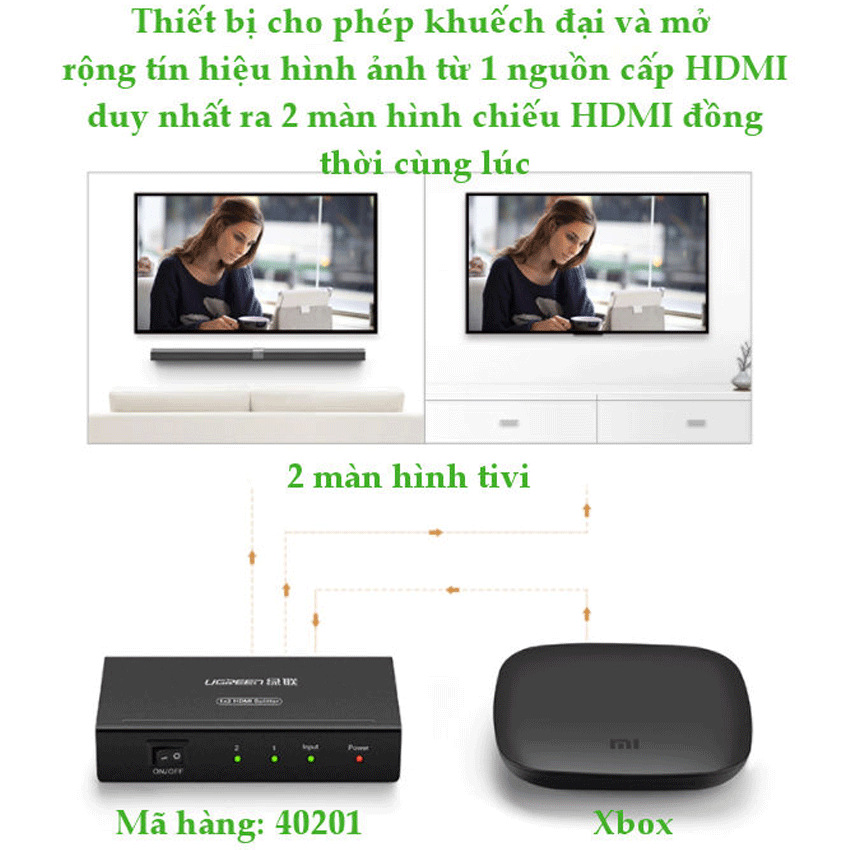 Thiết bị cho phép khuếch đại và mở
rộng tín hiệu hình ảnh từ 1 nguồn cấp HDMI
duy nhất ra 2 màn hình chiếu HDMI đồng
thời cùng lúc
2 màn hình tivi
UGREEN 绿联
1x2 HDMI Splitter
2 1 Input Power
ON/OFF
mi
Mã hàng: 40201
Xbox